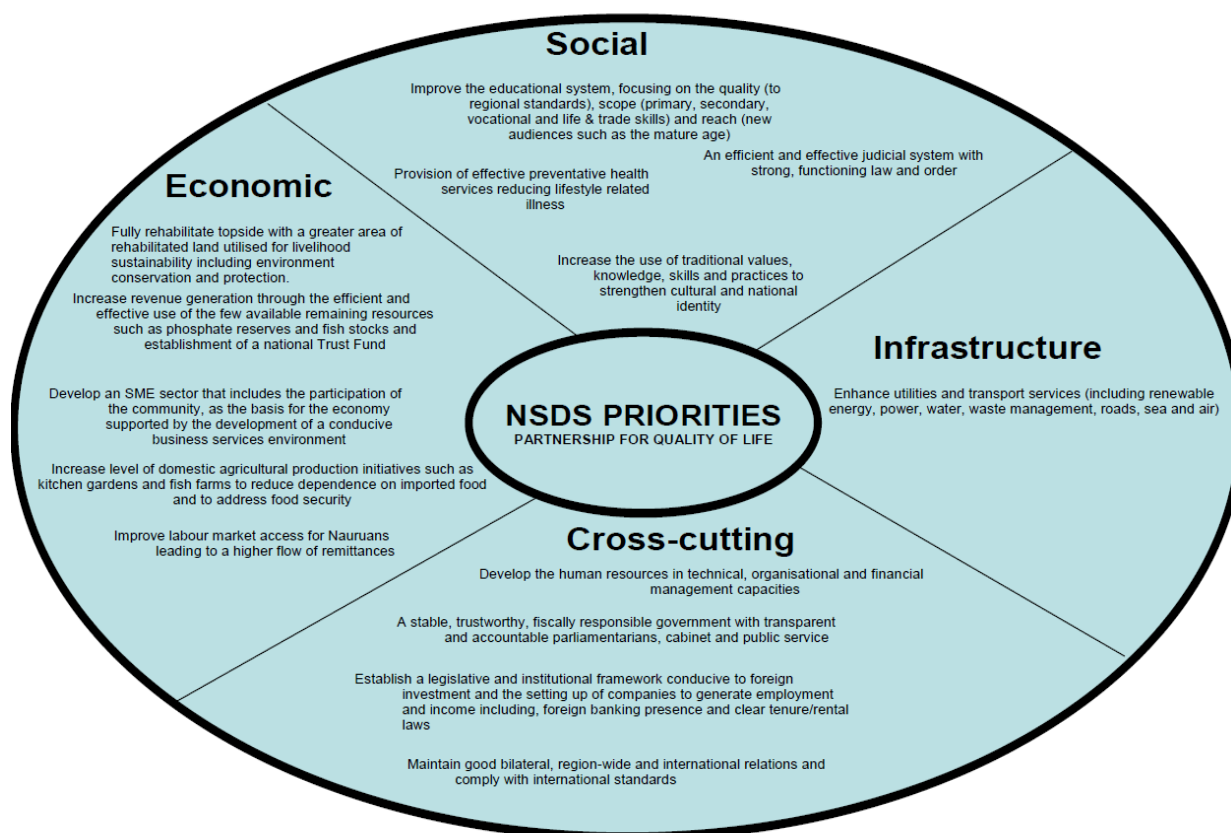 Social
Improve the educational system, focusing on the quality (to
regional standards), scope (primary, secondary,
vocational and life & trade skills) and reach (new
audiences such as the mature age)
An efficient and effective judicial system with
strong, functioning law and order
Provision of effective preventative health
services reducing lifestyle related
illness
Increase the use of traditional values,
knowledge, skills and practices to
strengthen cultural and national
identity
Economic
Fully rehabilitate topside with a greater area of
rehabilitated land utilised for livelihood
sustainability including environment
conservation and protection.
Increase revenue generation through the efficient and
effective use of the few available remaining resources
such as phosphate reserves and fish stocks and
establishment of a national Trust Fund
Develop an SME sector that includes the participation of
the community, as the basis for the economy
supported by the development of a conducive
business services environment
Increase level of domestic agricultural production initiatives such as
kitchen gardens and fish farms to reduce dependence on imported food
and to address food security
Improve labour market access for Nauruans
leading to a higher flow of remittances
NSDS PRIORITIES
PARTNERSHIP FOR QUALITY OF LIFE
Infrastructure
Enhance utilities and transport services (including renewable
energy, power, water, waste management, roads, sea and air)
Cross-cutting
Develop the human resources in technical, organisational and financial
management capacities
A stable, trustworthy, fiscally responsible government with transparent
and accountable parliamentarians, cabinet and public service
Establish a legislative and institutional framework conducive to foreign
investment and the setting up of companies to generate employment
and income including, foreign banking presence and clear tenure/rental
laws
Maintain good bilateral, region-wide and international relations and
comply with international standards